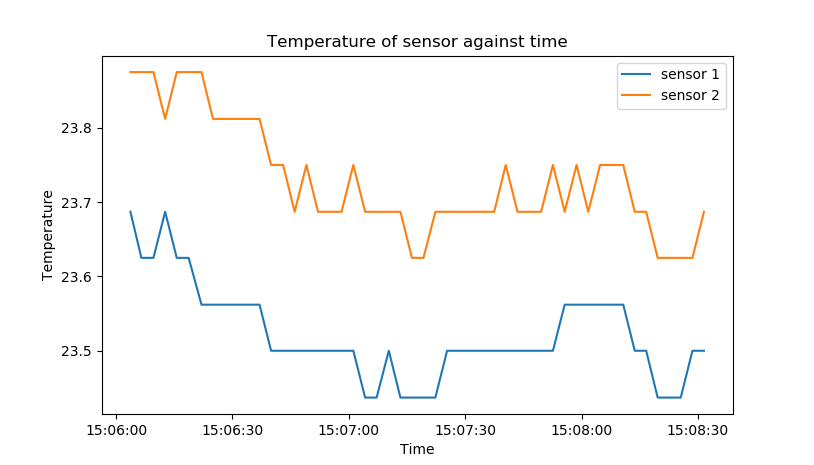 Temperature of sensor against time
sensor 1
sensor 2
23.8
23.7
23.6
23.5
Temperature
15:06:00 15:06:30 15:07:00 15:07:30 15:08:00 15:08:30
Time